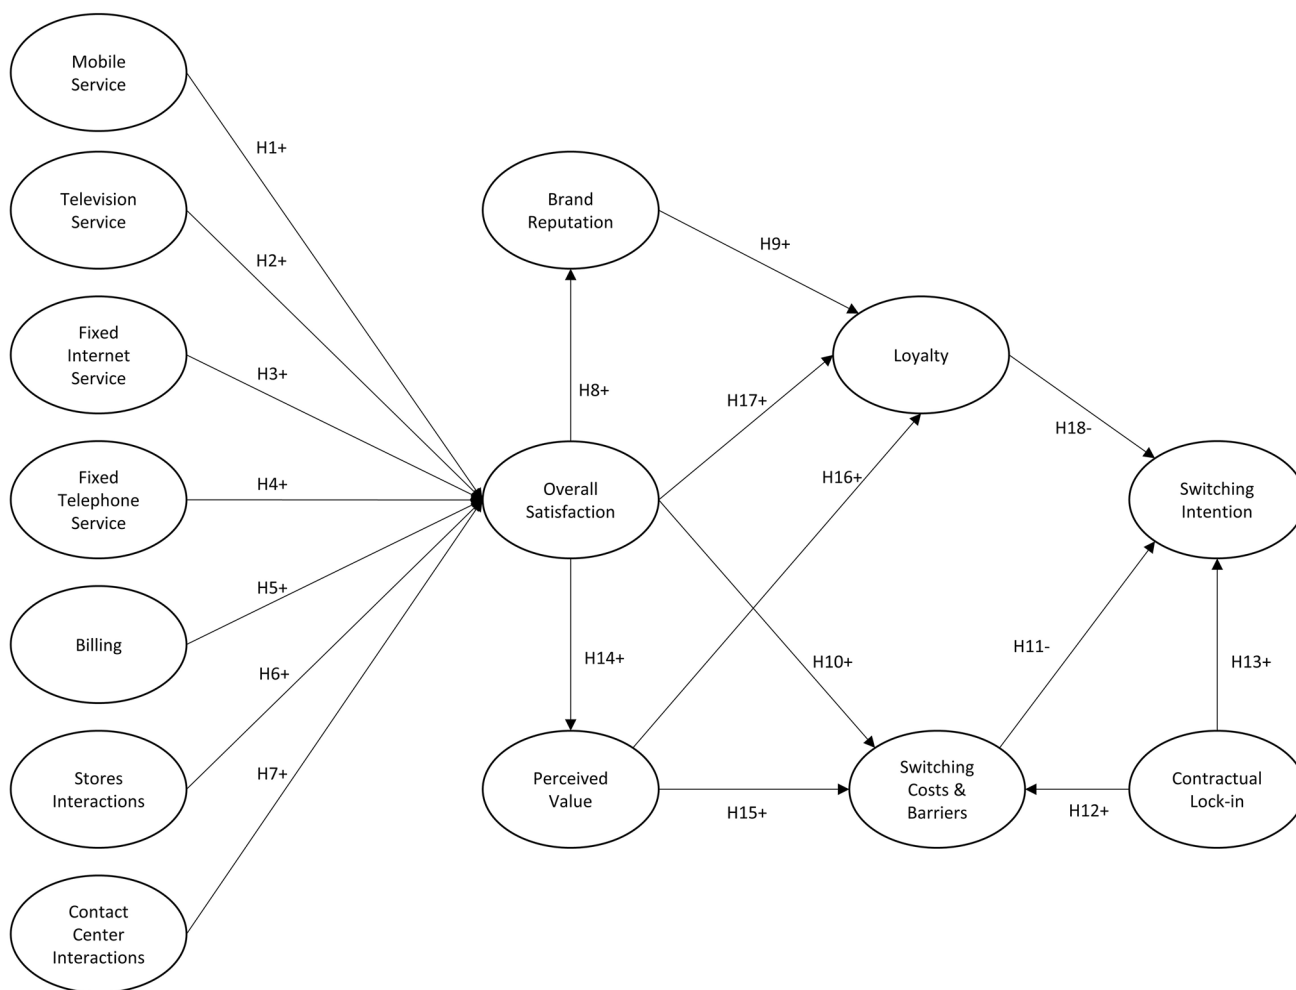 Mobile
Service
H1+
Television
Service
Brand
Reputation
H2+
H9+
Fixed
Internet
Service
H3+
Loyalty
H8+
H17+
H18-
Fixed
Telephone
Service
H4+
Overall
Satisfaction
H16+
Switching
Intention
Billing
H5+
H14+
H10+
H11-
H13+
Stores
Interactions
H6+
H7+
Perceived
Value
H15+
Switching
Costs &
Barriers
H12+
Contractual
Lock-in
Contact
Center
Interactions